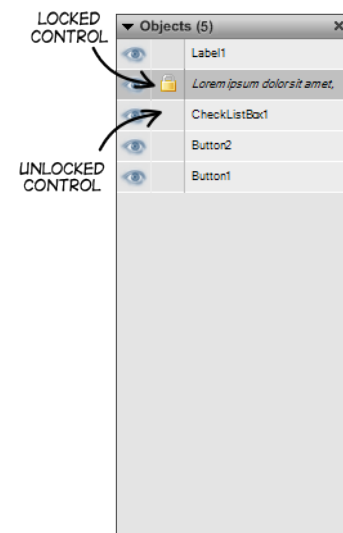 LOCKED
CONTROL
Objects (5)
Label1
Lorem ipsum dolorsit amet,
CheckListBox1
UNLOCKED
CONTROL
Button2
Button1